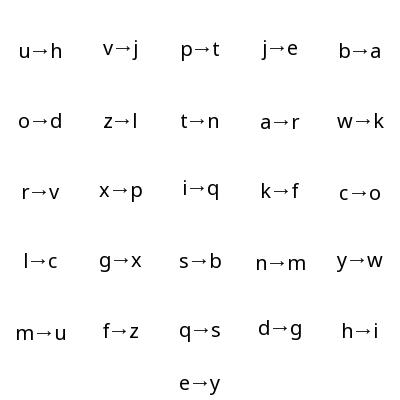 u→h v→j p→t j→e b→a
o→d z→l t→n a→r w→k
r→v x→p i→q k→f c→o
l→c g→x s→b n→m y→w
m→u f→z q→s d→g h→i
e→y